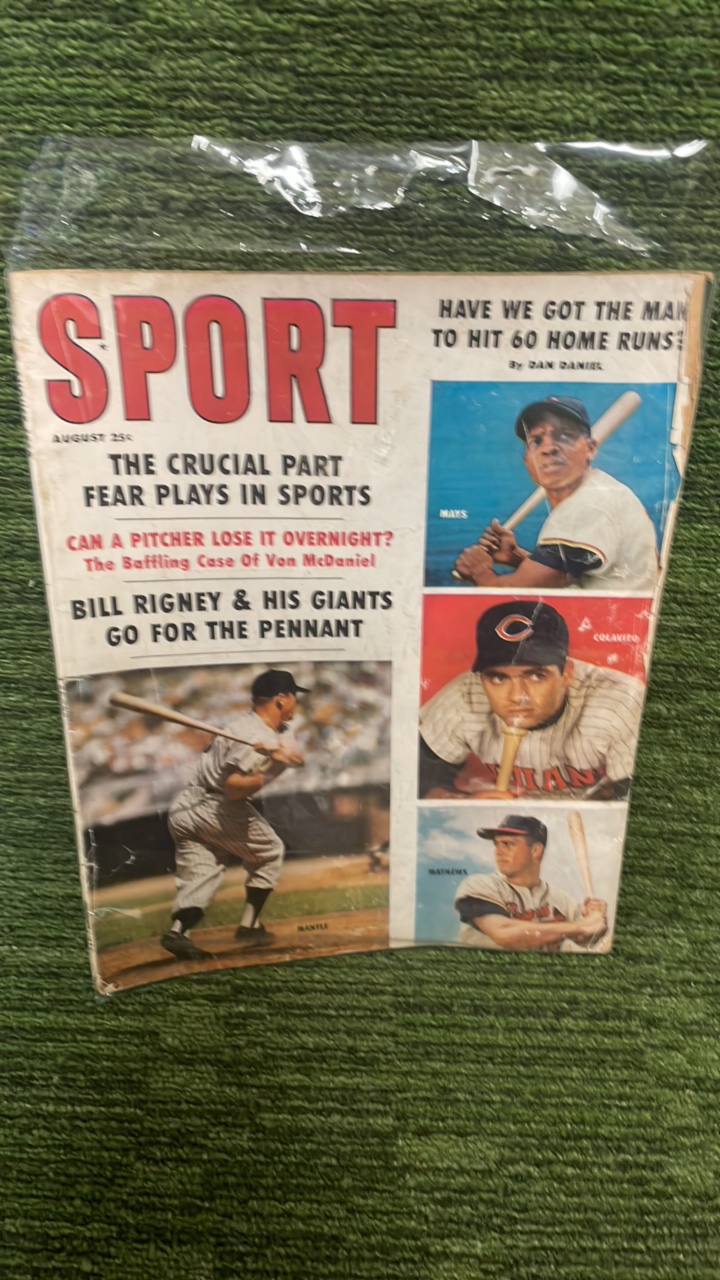 SPORT
AUGUST 25¢
HAVE WE GOT THE MAN
TO HIT 60 HOME RUNS?
By DAN DANIEL
THE CRUCIAL PART
FEAR PLAYS IN SPORTS
CAN A PITCHER LOSE IT OVERNIGHT?
The Baffling Case Of Von McDaniel
BILL RIGNEY & HIS GIANTS
GO FOR THE PENNANT
MAYS
C
COLAVITO
DIAN
MATHEWS
MANTLE